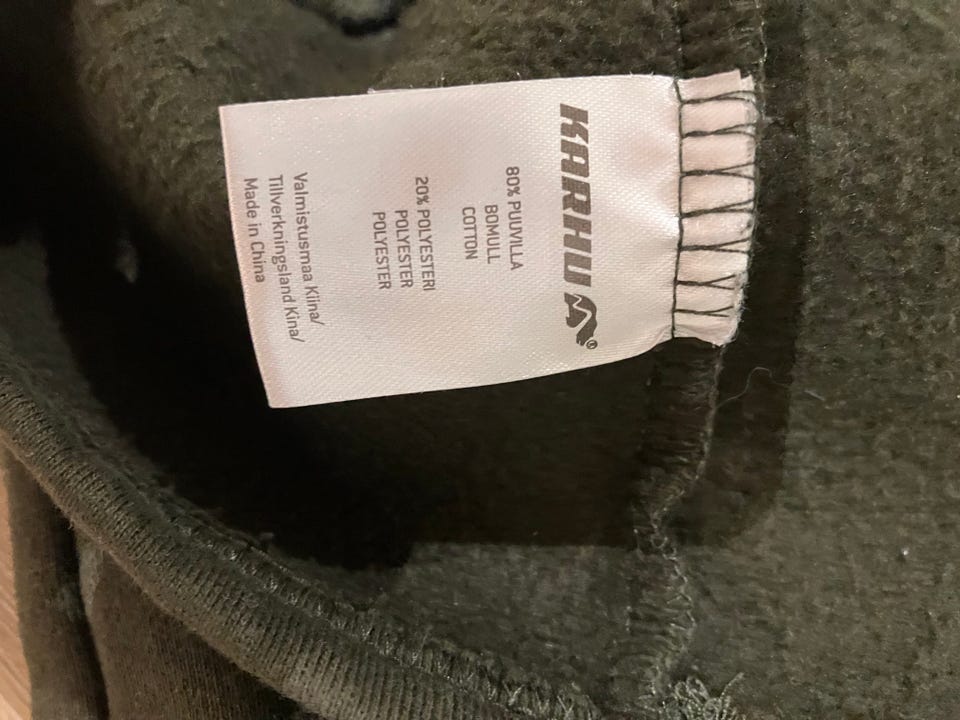 KARHU ®
80% PUUVILLA
BOMULL
COTTON
20% POLYESTERI
POLYESTER
POLYESTER
Valmistusmaa Kiina/
Tillverkningsland Kina/
Made in China